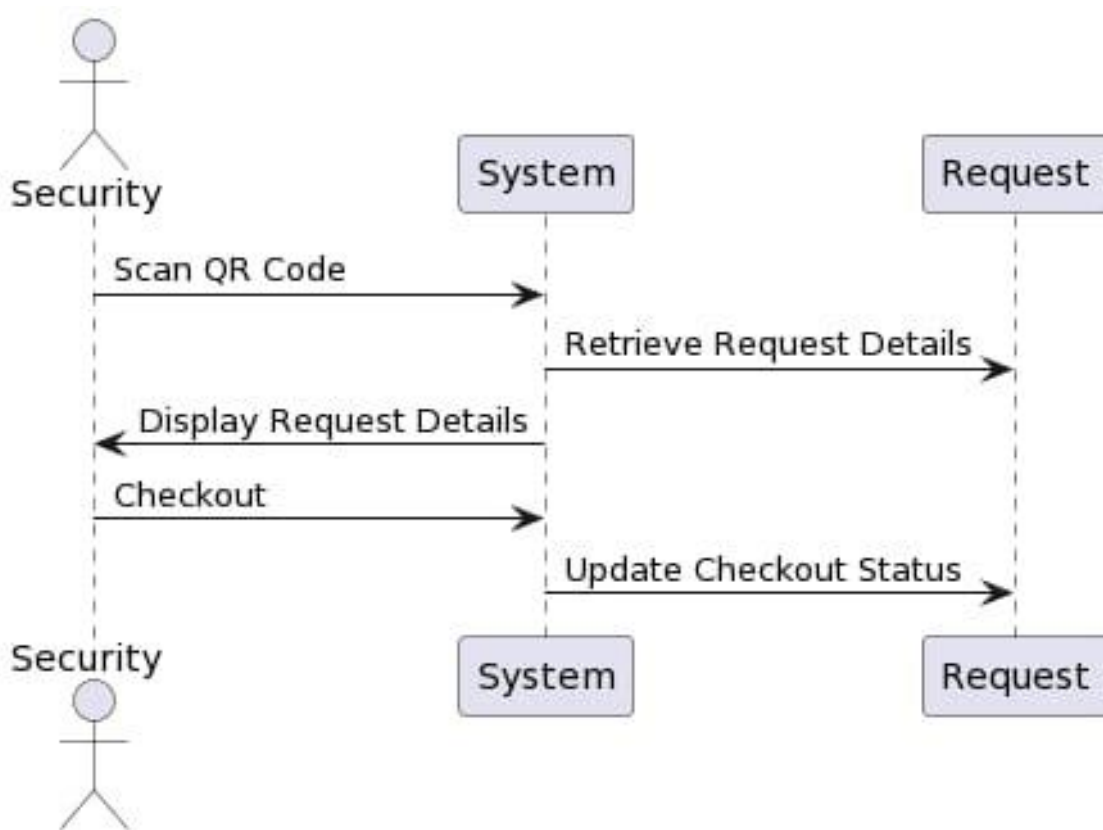 Security
System
Request
Scan QR Code
Retrieve Request Details
Display Request Details
Checkout
Update Checkout Status
Security
System
Request